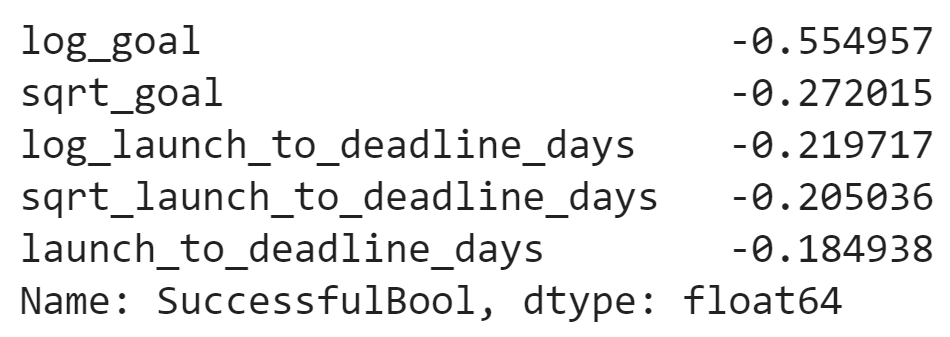 log_goal -0.554957
sqrt_goal -0.272015
log_launch_to_deadline_days -0.219717
sqrt_launch_to_deadline_days -0.205036
launch_to_deadline_days -0.184938
Name: SuccessfulBool, dtype: float64